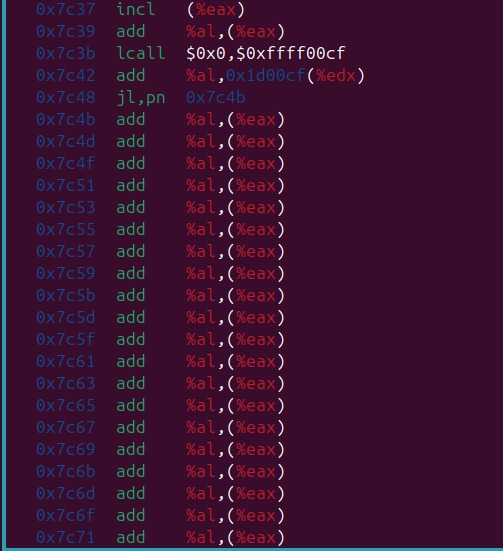 0x7c37 incl (%eax)
0x7c39 add %al,(%eax)
0x7c3b lcall $0x0,$0xffff00cf
0x7c42 add %al,0x1d00cf(%edx)
0x7c48 jl,pn 0x7c4b
0x7c4b add %al,(%eax)
0x7c4d add %al,(%eax)
0x7c4f add %al,(%eax)
0x7c51 add %al,(%eax)
0x7c53 add %al,(%eax)
0x7c55 add %al,(%eax)
0x7c57 add %al,(%eax)
0x7c59 add %al,(%eax)
0x7c5b add %al,(%eax)
0x7c5d add %al,(%eax)
0x7c5f add %al,(%eax)
0x7c61 add %al,(%eax)
0x7c63 add %al,(%eax)
0x7c65 add %al,(%eax)
0x7c67 add %al,(%eax)
0x7c69 add %al,(%eax)
0x7c6b add %al,(%eax)
0x7c6d add %al,(%eax)
0x7c6f add %al,(%eax)
0x7c71 add %al,(%eax)